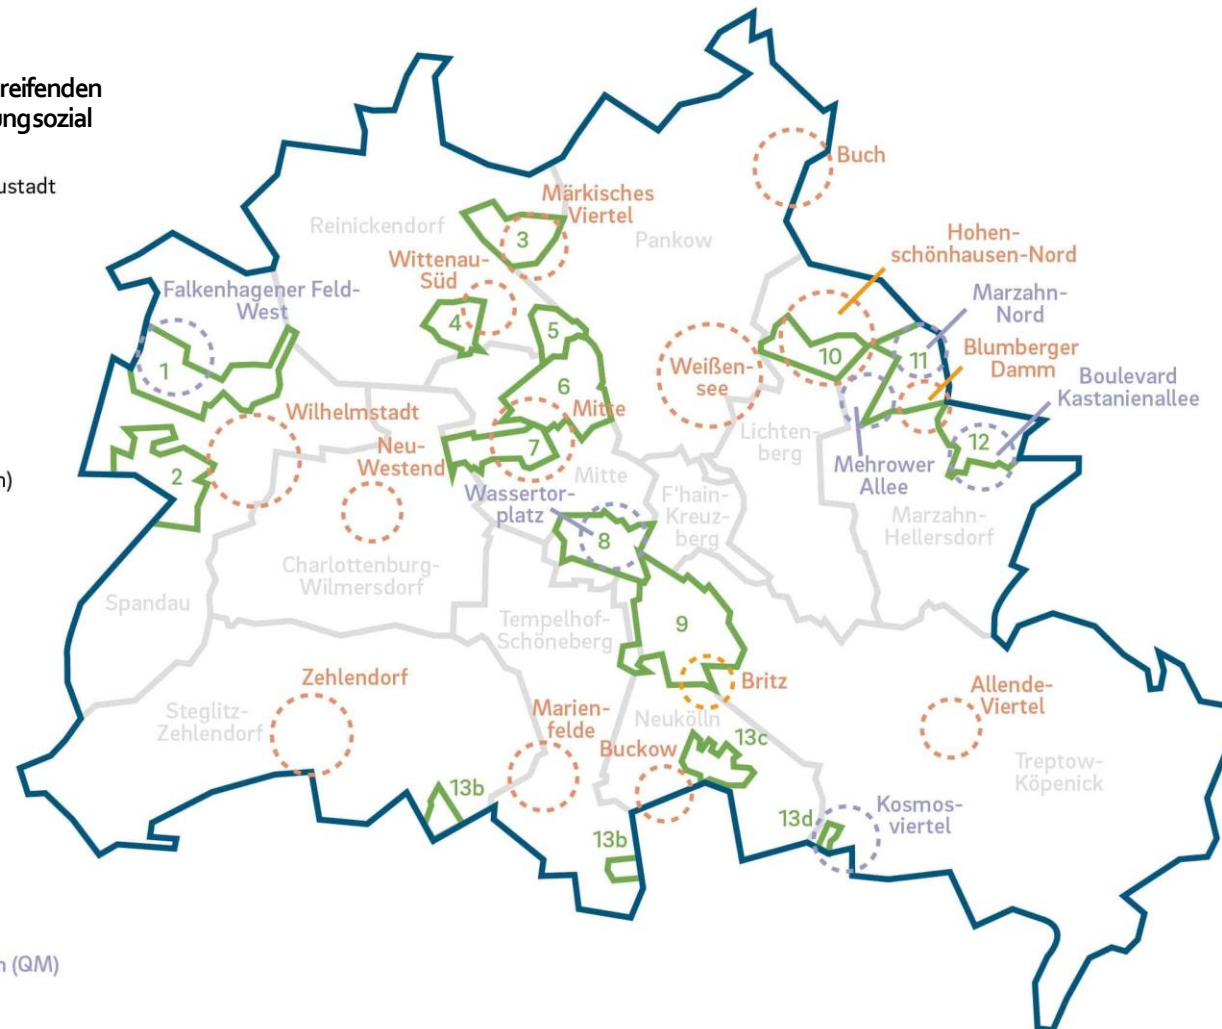 reifenden
ung sozial
ustadt
n)
n (QM)
Buch
Märkisches
Viertel
Reinickendorf
Pankow
3
Hohen-
schönhausen-Nord
Wittenau-
Süd
Falkenhagener Feld-
West
Marzahn-
Nord
4
5
10
11
Blumberger
Damm
1
Weißen-
see
Boulevard
Kastanienallee
6
Wilhelmstadt
Mitte
Neu-
Westend
7
Lichten-
berg
12
2
Mitte
Mehrower
Allee
Wassertor-
platz
F'hain-
Kreuz-
berg
Marzahn-
Hellersdorf
8
Charlottenburg-
Wilmersdorf
Spandau
Tempelhof-
Schöneberg
9
Zehlendorf
Britz
Allende-
Viertel
Steglitz-
Zehlendorf
Marien-
felde
Neukölln
Buckow
13c
Treptow-
Köpenick
13b
13d
Kosmos-
viertel
13b